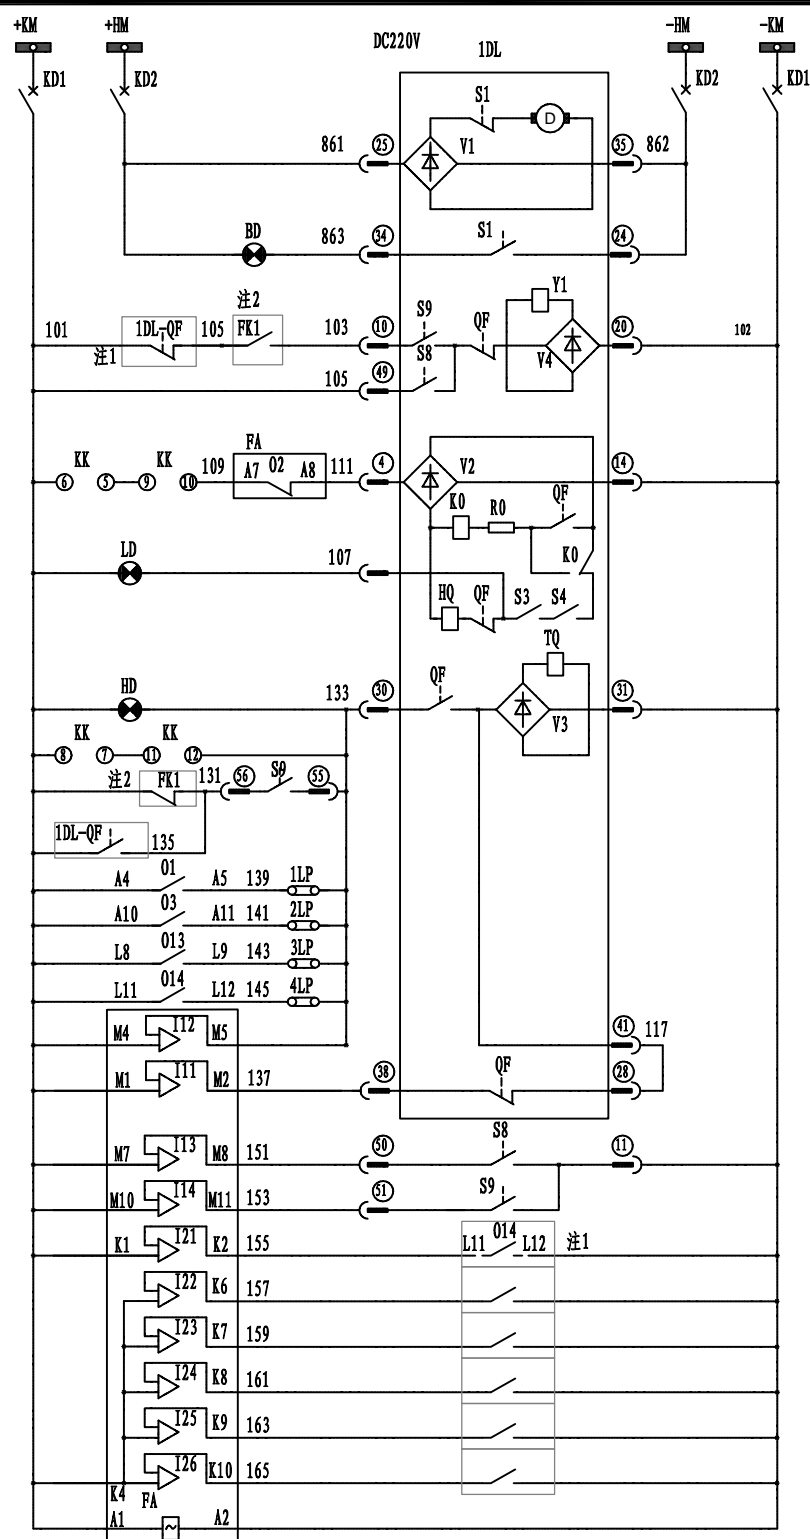 +KM +HM -HM -KM
DC220V 1DL
KD1 KD2 KD2 KD1
S1 D
861 25 V1 35 862
BD 863 34 S1 24
注2 S9 Y1
101 1DL-QF 105 FK1 103 10 QF 20 102
注1 S8 V4
105 49
FA
KK KK 109 A7 02 A8 111 4 V2 14
6 5 9 10
K0 R0 QF
LD 107 K0
HQ QF S3 S4
TQ
HD 133 30 QF 31
V3
KK KK
8 7 11 12
注2 FK1 131 56 S9 55
1DL-QF 135
A4 01 A5 139 1LP
A10 03 A11 141 2LP
L8 013 L9 143 3LP
L11 014 L12 145 4LP
M4 I12 M5 41 117
M1 I11 M2 137 38 QF 28
M7 I13 M8 151 50 S8 11
M10 I14 M11 153 51 S9
K1 I21 K2 155 L11 014 L12 注1
I22 K6 157
I23 K7 159
I24 K8 161
I25 K9 163
I26 K10 165
K4 FA
A1 ~ A2